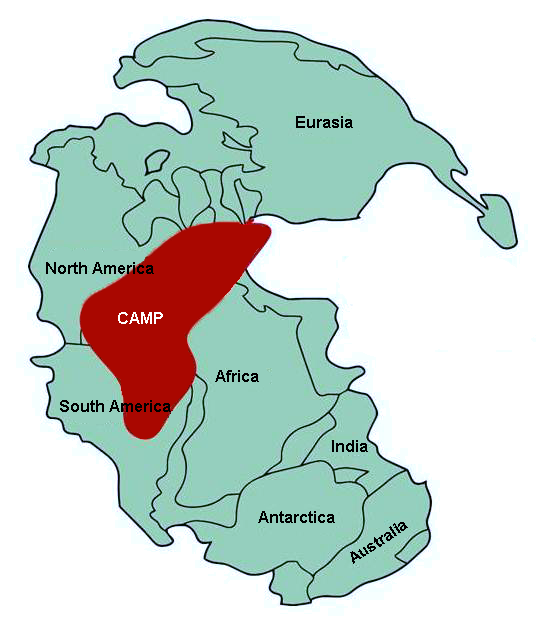 Eurasia
North America
CAMP
Africa
South America
India
Antarctica
Australia